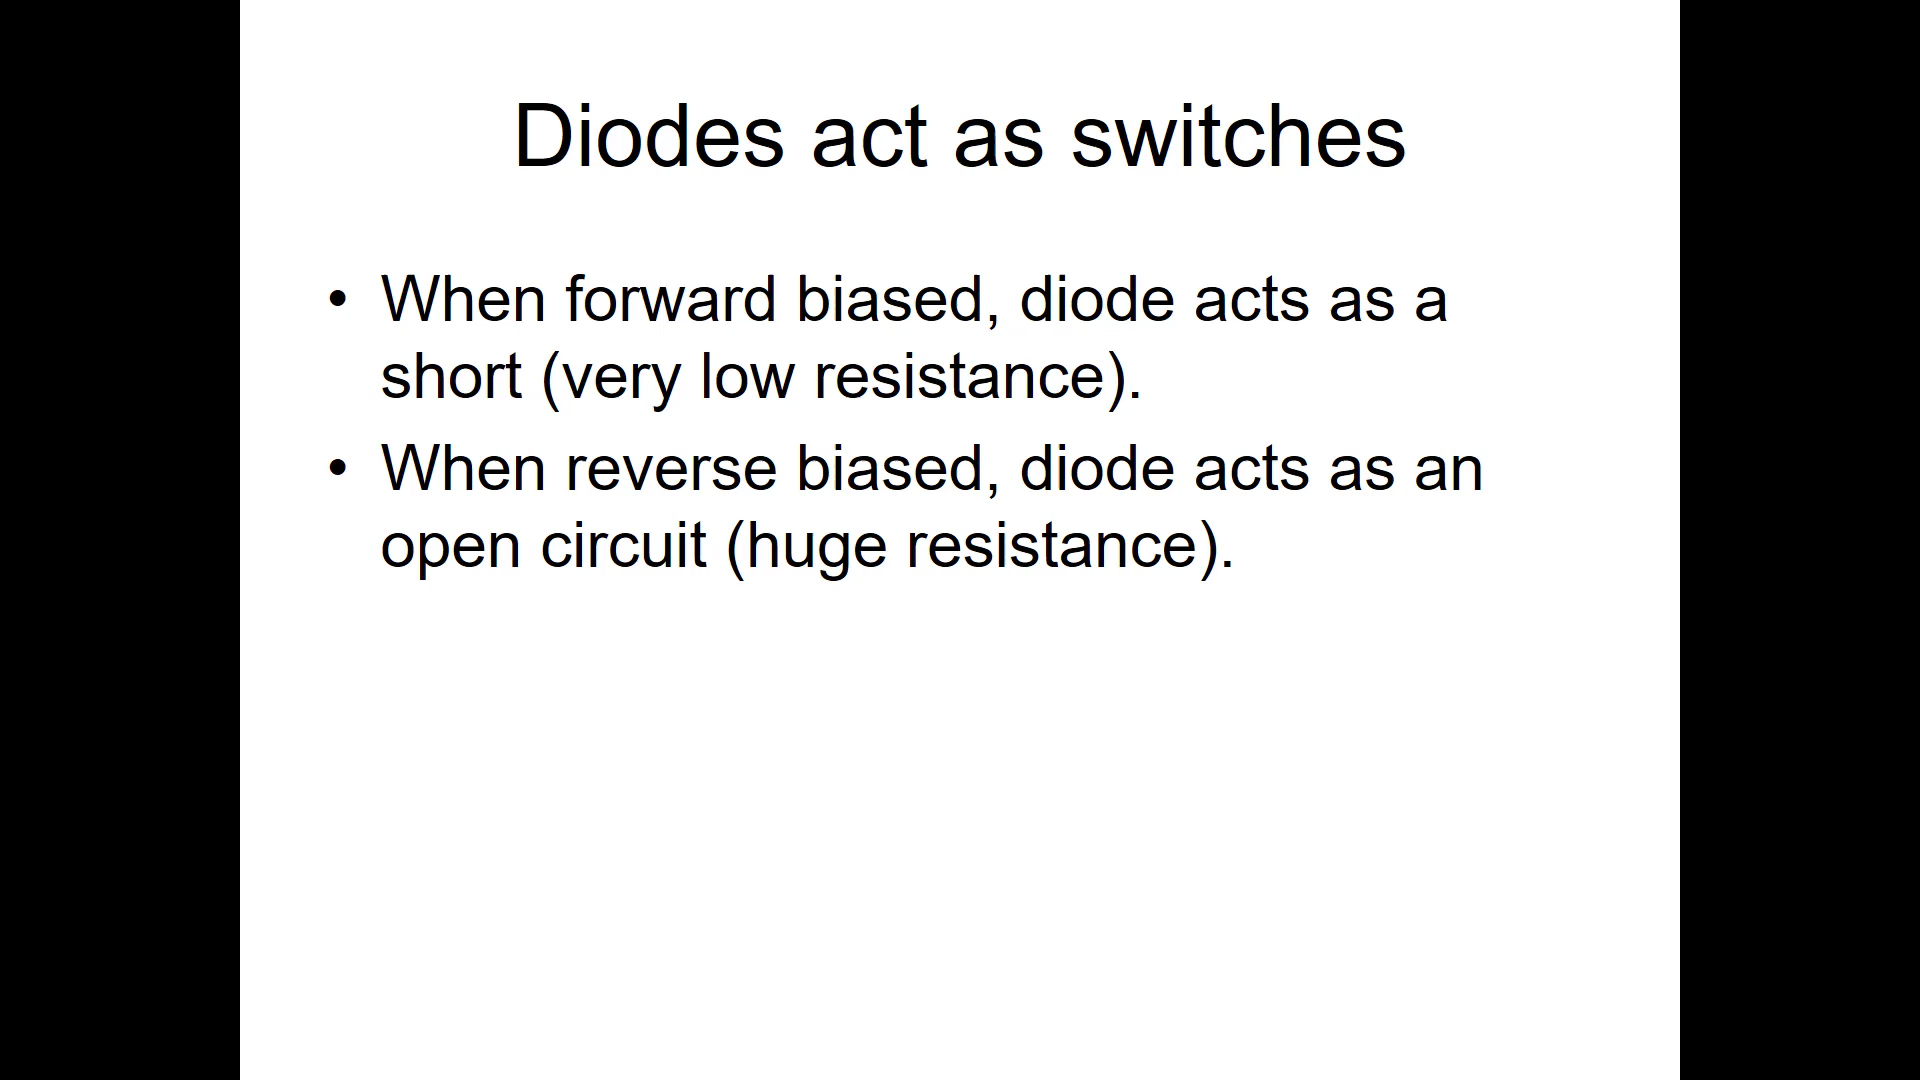 Diodes act as switches
• When forward biased, diode acts as a
short (very low resistance).
• When reverse biased, diode acts as an
open circuit (huge resistance).